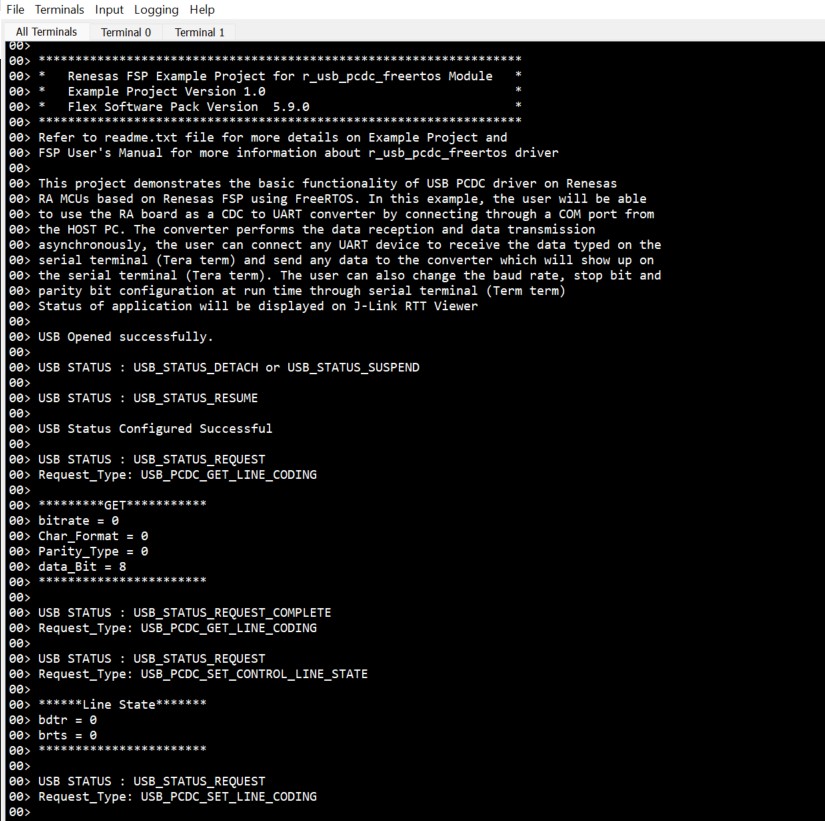 File Terminals Input Logging Help
All Terminals Terminal 0 Terminal 1
00>
00> ******************************************************************
00> *   Renesas FSP Example Project for r_usb_pcdc_freertos Module   *
00> *   Example Project Version 1.0                                  *
00> *   Flex Software Pack Version  5.9.0                            *
00> ******************************************************************
00> Refer to readme.txt file for more details on Example Project and
00> FSP User's Manual for more information about r_usb_pcdc_freertos driver
00>
00> This project demonstrates the basic functionality of USB PCDC driver on Renesas
00> RA MCUs based on Renesas FSP using FreeRTOS. In this example, the user will be able
00> to use the RA board as a CDC to UART converter by connecting through a COM port from
00> the HOST PC. The converter performs the data reception and data transmission
00> asynchronously, the user can connect any UART device to receive the data typed on the
00> serial terminal (Tera term) and send any data to the converter which will show up on
00> the serial terminal (Tera term). The user can also change the baud rate, stop bit and
00> parity bit configuration at run time through serial terminal (Term term)
00> Status of application will be displayed on J-Link RTT Viewer
00>
00> USB Opened successfully.
00>
00> USB STATUS : USB_STATUS_DETACH or USB_STATUS_SUSPEND
00>
00> USB STATUS : USB_STATUS_RESUME
00>
00> USB Status Configured Successful
00>
00> USB STATUS : USB_STATUS_REQUEST
00> Request_Type: USB_PCDC_GET_LINE_CODING
00>
00> *********GET***********
00> bitrate = 0
00> Char_Format = 0
00> Parity_Type = 0
00> data_Bit = 8
00> ***********************
00>
00> USB STATUS : USB_STATUS_REQUEST_COMPLETE
00> Request_Type: USB_PCDC_GET_LINE_CODING
00>
00> USB STATUS : USB_STATUS_REQUEST
00> Request_Type: USB_PCDC_SET_CONTROL_LINE_STATE
00>
00> ******Line State*******
00> bdtr = 0
00> brts = 0
00> ***********************
00>
00> USB STATUS : USB_STATUS_REQUEST
00> Request_Type: USB_PCDC_SET_LINE_CODING
00>